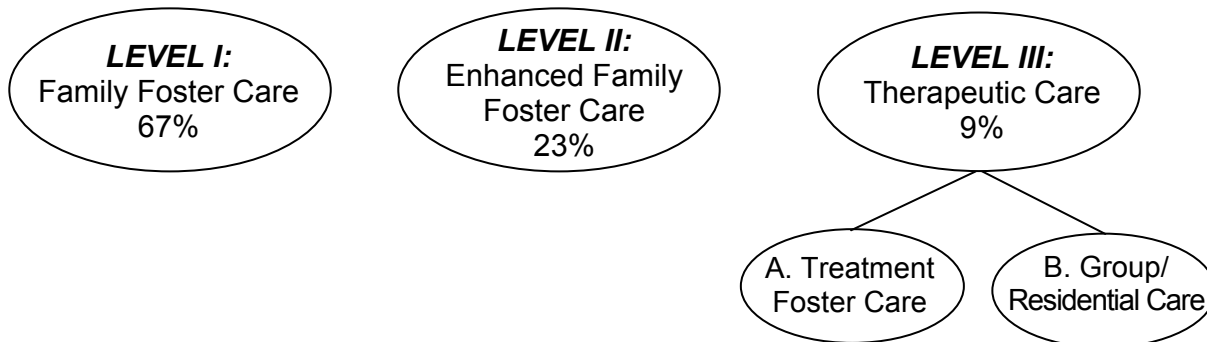 LEVEL I:
Family Foster Care
67%
LEVEL II:
Enhanced Family
Foster Care
23%
LEVEL III:
Therapeutic Care
9%
A. Treatment
Foster Care
B. Group/
Residential Care